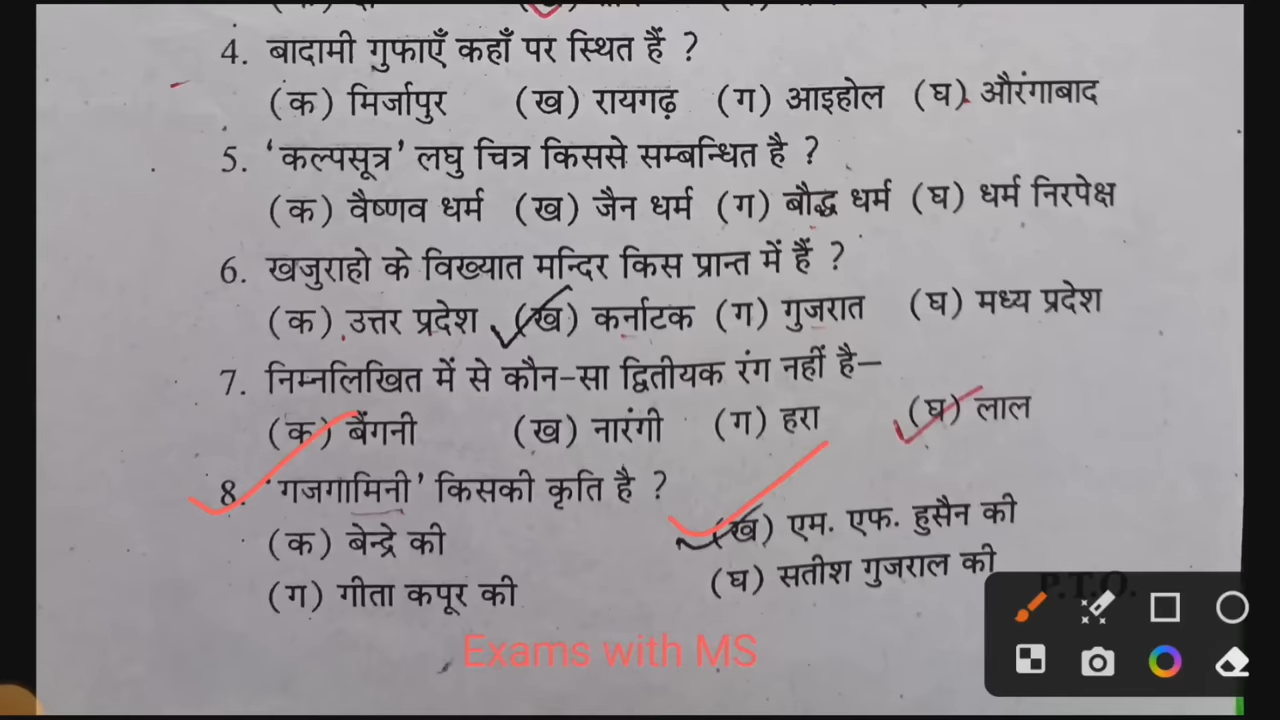 4. बादामी गुफाएँ कहाँ पर स्थित हैं ?
(क) मिर्जापुर (ख) रायगढ़ (ग) आइहोल (घ) औरंगाबाद
5. 'कल्पसूत्र' लघु चित्र किससे सम्बन्धित है ?
(क) वैष्णव धर्म (ख) जैन धर्म (ग) बौद्ध धर्म (घ) धर्म निरपेक्ष
6. खजुराहो के विख्यात मन्दिर किस प्रान्त में हैं ?
(क) उत्तर प्रदेश (ख) कर्नाटक (ग) गुजरात (घ) मध्य प्रदेश
7. निम्नलिखित में से कौन-सा द्वितीयक रंग नहीं है–
(क) बैंगनी (ख) नारंगी (ग) हरा (घ) लाल
8. 'गजगामिनी' किसकी कृति है ?
(क) बेन्द्रे की (ख) एम. एफ. हुसैन की
(ग) गीता कपूर की (घ) सतीश गुजराल की
P.T.O.
Exams with MS